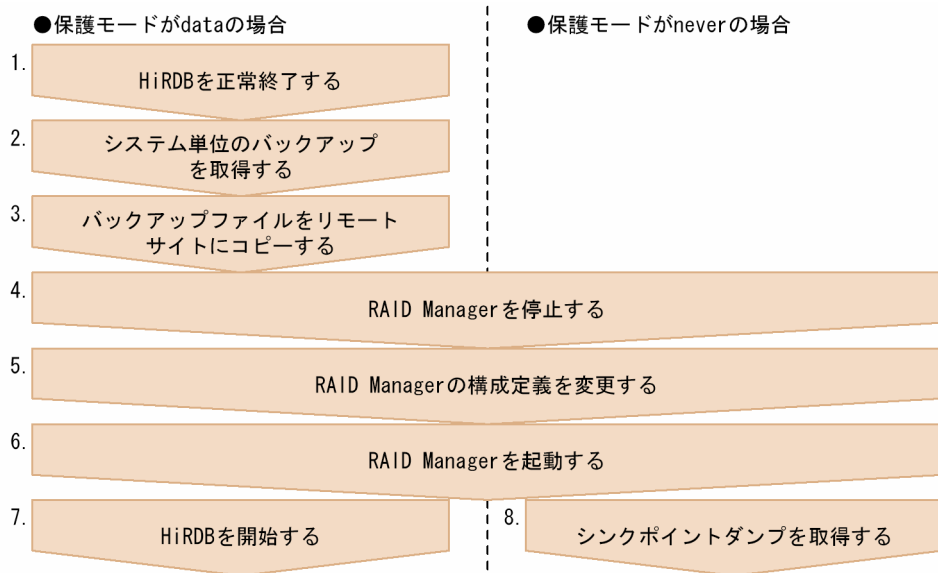 ●保護モードがdataの場合
●保護モードがneverの場合
1.
HiRDBを正常終了する
2.
システム単位のバックアップ
を取得する
3.
バックアップファイルをリモート
サイトにコピーする
4.
RAID Managerを停止する
5.
RAID Managerの構成定義を変更する
6.
RAID Managerを起動する
7.
HiRDBを開始する
8.
シンクポイントダンプを取得する